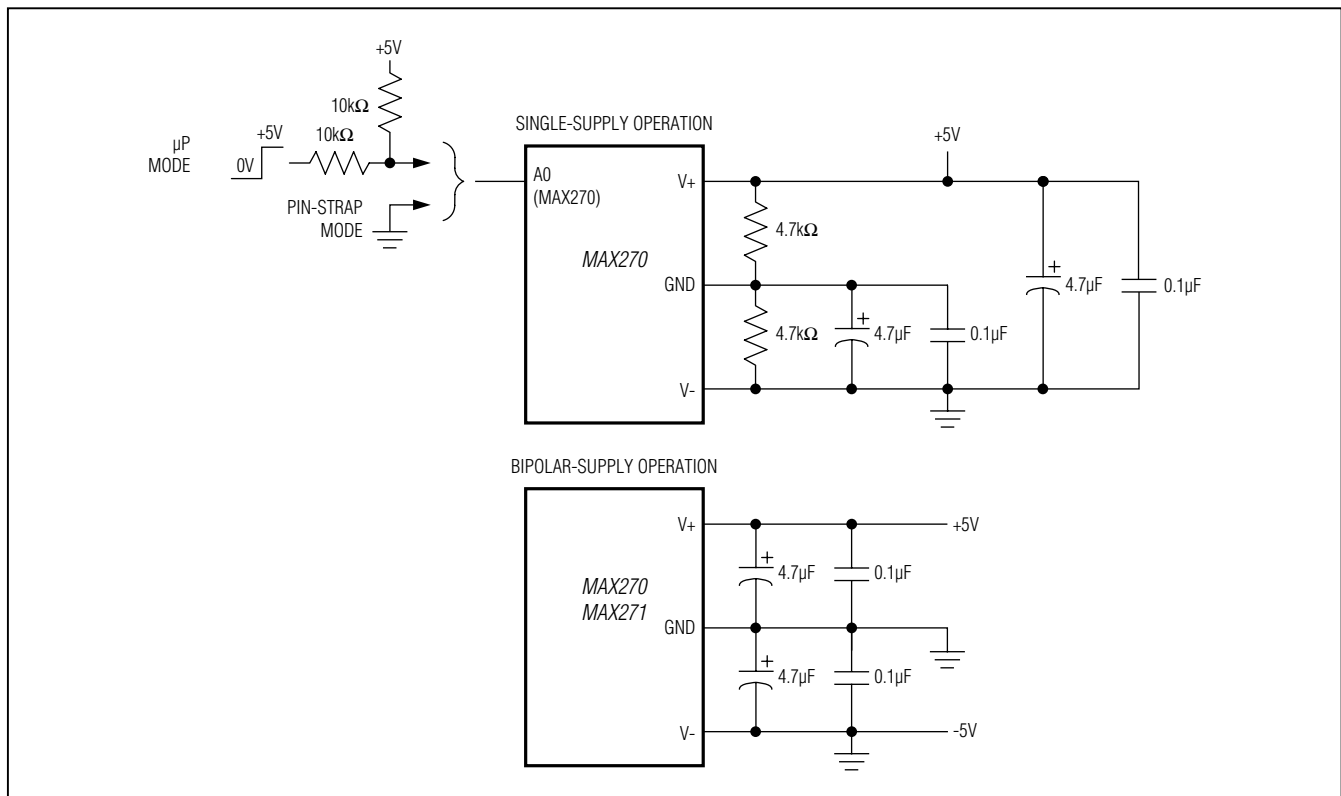 +5V
10kΩ
10kΩ
µP
MODE
0V
+5V
PIN-STRAP
MODE
SINGLE-SUPPLY OPERATION
A0
(MAX270)
MAX270
V+
GND
V-
+5V
4.7kΩ
4.7kΩ
+
4.7µF
0.1µF
+
4.7µF
0.1µF
BIPOLAR-SUPPLY OPERATION
MAX270
MAX271
V+
GND
V-
+
4.7µF
0.1µF
+
4.7µF
0.1µF
+5V
-5V